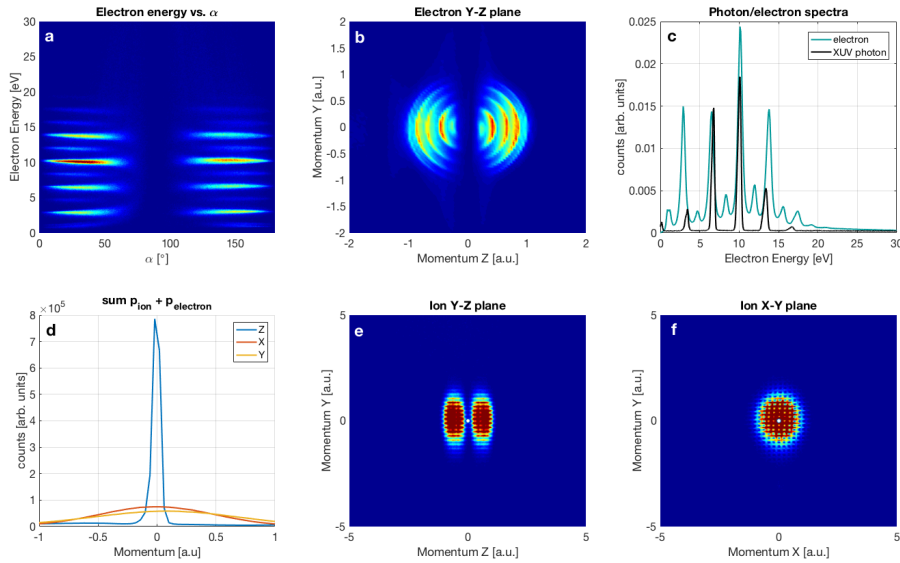 Electron energy vs. α
a
Electron Energy [eV]
30
25
20
15
10
5
0
0 50 100 150
α [°]
Electron Y-Z plane
b
Momentum Y [a.u.]
2
1.5
1
0.5
0
-0.5
-1
-1.5
-2
-2 -1 0 1 2
Momentum Z [a.u.]
Photon/electron spectra
c
electron
XUV photon
counts [arb. units]
0.025
0.02
0.015
0.01
0.005
0
0 5 10 15 20 25 30
Electron Energy [eV]
sum p_ion + p_electron
×10^5
d
Z
X
Y
counts [arb. units]
8
7
6
5
4
3
2
1
0
-1 -0.5 0 0.5 1
Momentum [a.u]
Ion Y-Z plane
e
Momentum Y [a.u.]
5
0
-5
-5 0 5
Momentum Z [a.u.]
Ion X-Y plane
f
Momentum Y [a.u.]
5
0
-5
-5 0 5
Momentum X [a.u.]